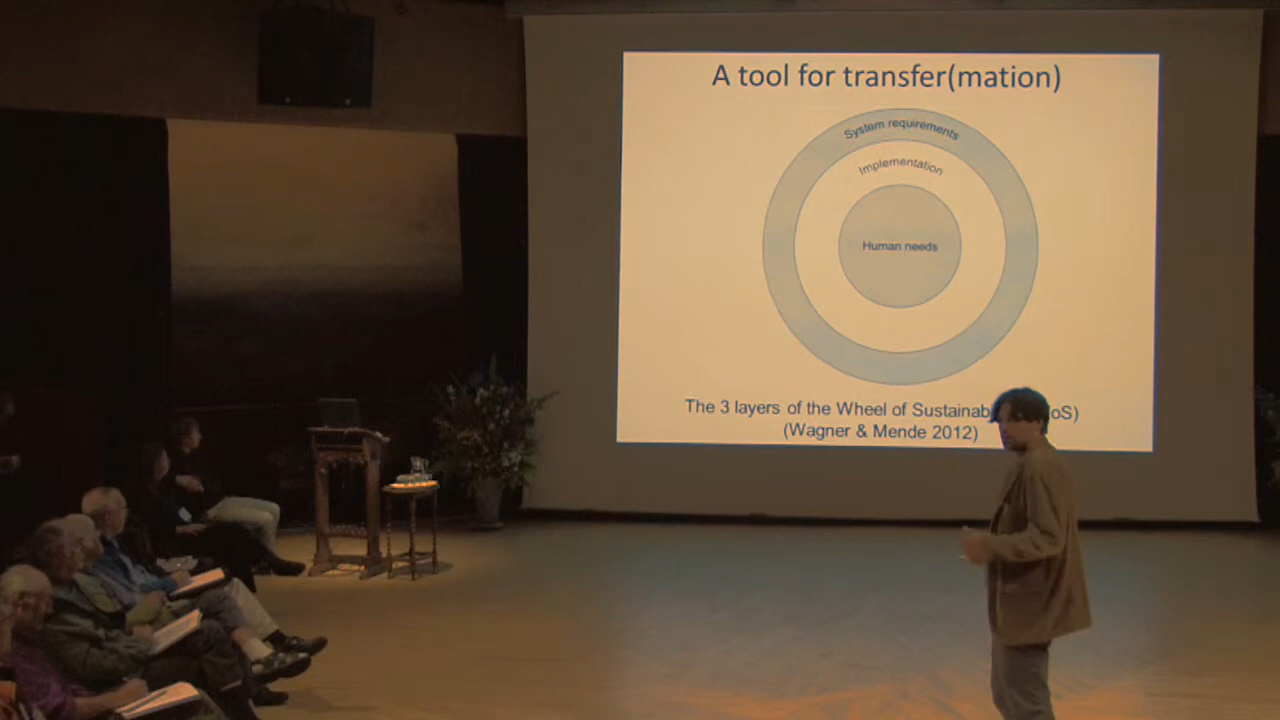 A tool for transfer(mation)
System requirements
Implementation
Human needs
The 3 layers of the Wheel of Sustainab oS)
(Wagner & Mende 2012)